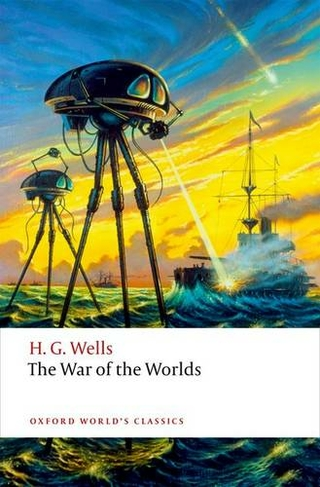 H. G. Wells
The War of the Worlds
OXFORD WORLD'S CLASSICS